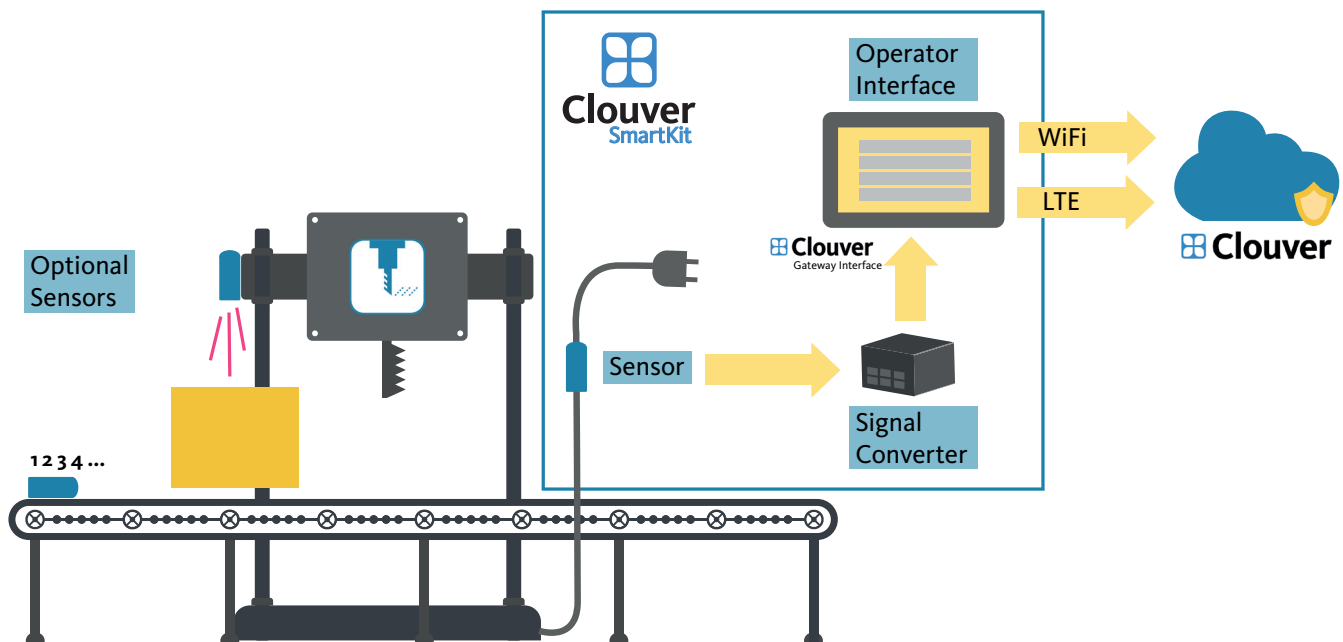 Clouver
SmartKit
Operator
Interface
WiFi
LTE
Clouver
Clouver
Gateway Interface
Optional
Sensors
Sensor
Signal
Converter
1 2 3 4 ...